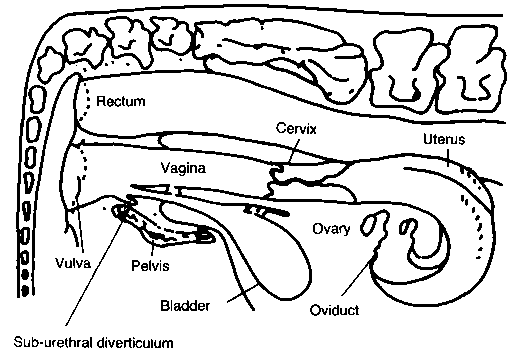 Rectum
Cervix
Uterus
Vagina
Ovary
Vulva
Pelvis
Bladder
Oviduct
Sub-urethral diverticulum